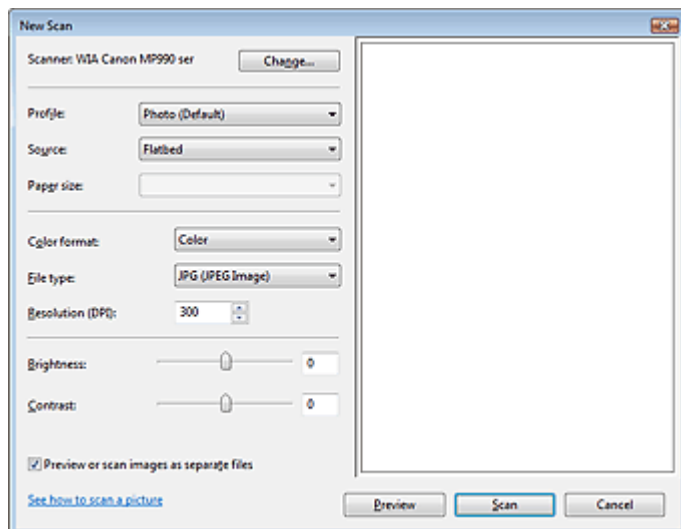 New Scan
Scanner: WIA Canon MP990 ser Change...
Profile: Photo (Default)
Source: Flatbed
Paper size:
Color format: Color
File type: JPG (JPEG Image)
Resolution (DPI): 300
Brightness: 0
Contrast: 0
Preview or scan images as separate files
See how to scan a picture
Preview Scan Cancel